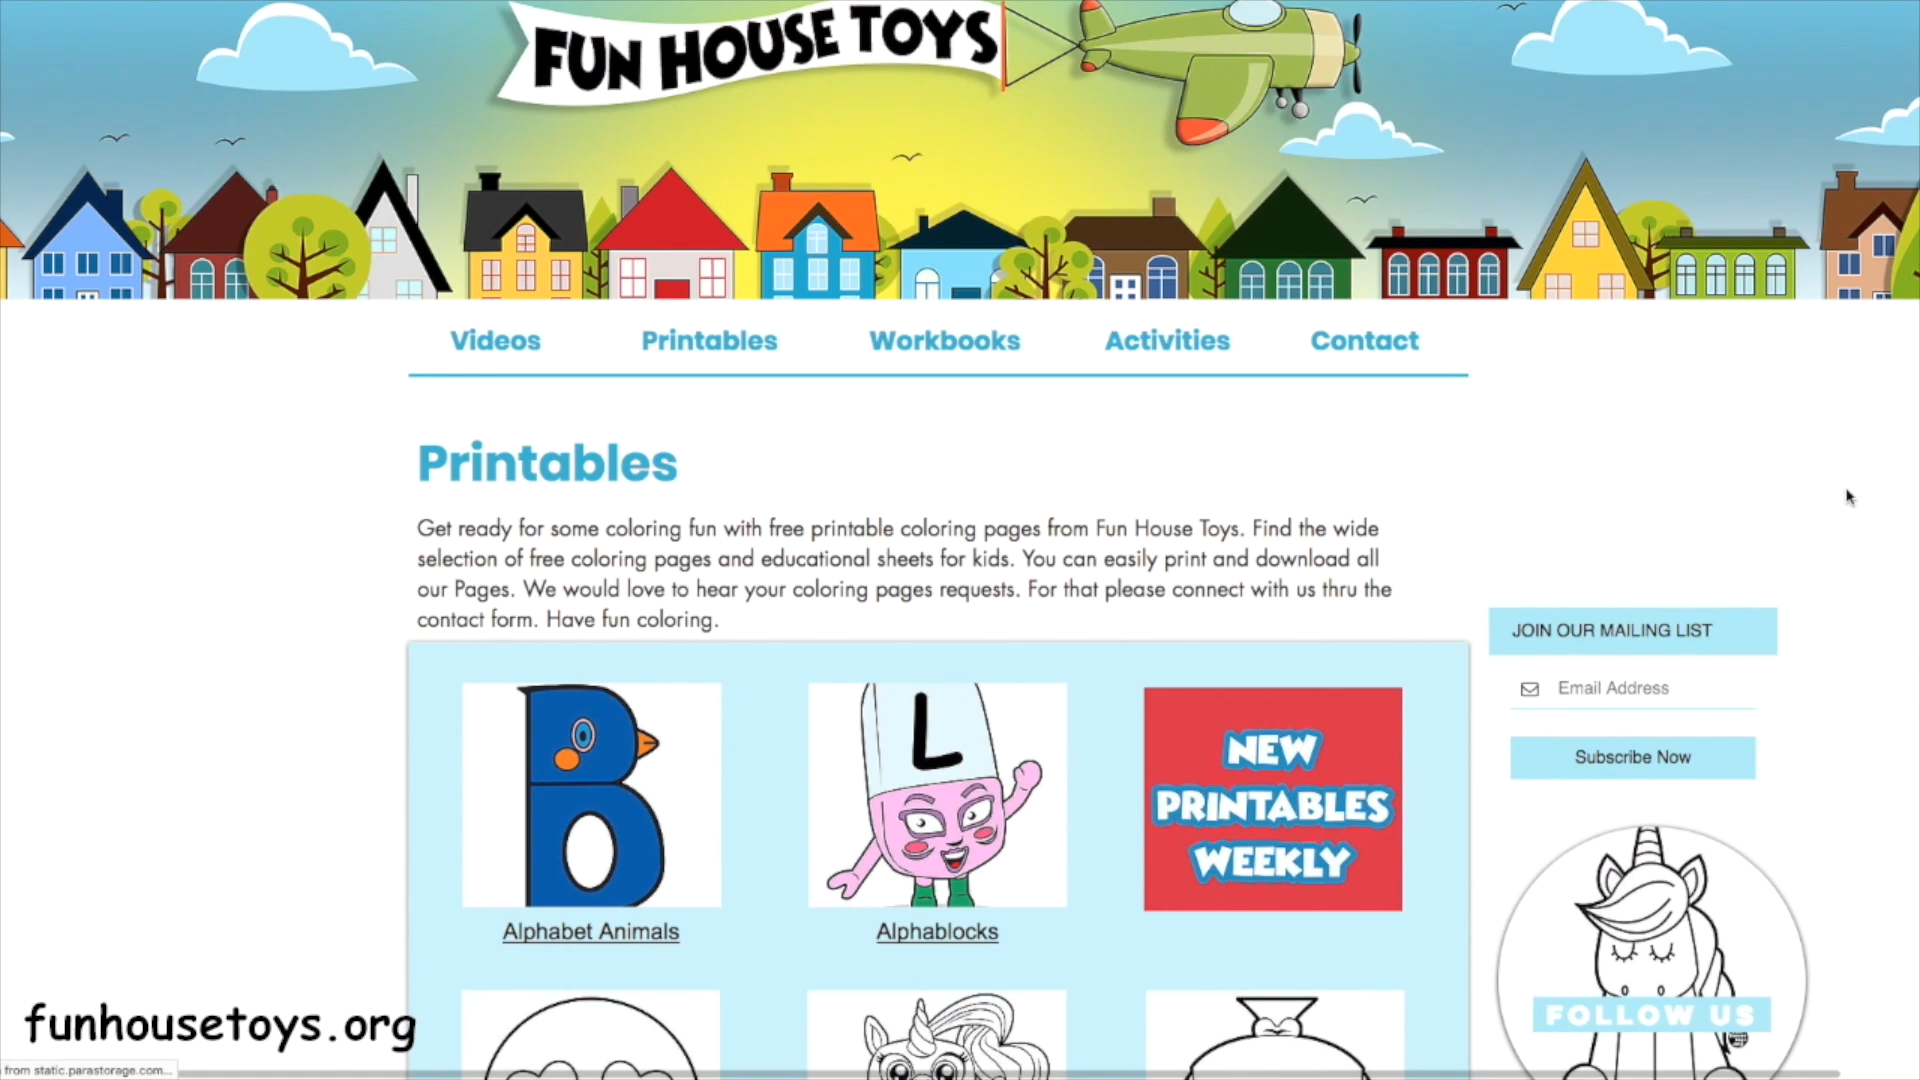 FUN HOUSE TOYS
Videos Printables Workbooks Activities Contact
Printables
Get ready for some coloring fun with free printable coloring pages from Fun House Toys. Find the wide
selection of free coloring pages and educational sheets for kids. You can easily print and download all
our Pages. We would love to hear your coloring pages requests. For that please connect with us thru the
contact form. Have fun coloring.
JOIN OUR MAILING LIST
Email Address
Subscribe Now
B
L
NEW
PRINTABLES
WEEKLY
Alphabet Animals
Alphablocks
FOLLOW US
funhousetoys.org
from static.parastorage.com...